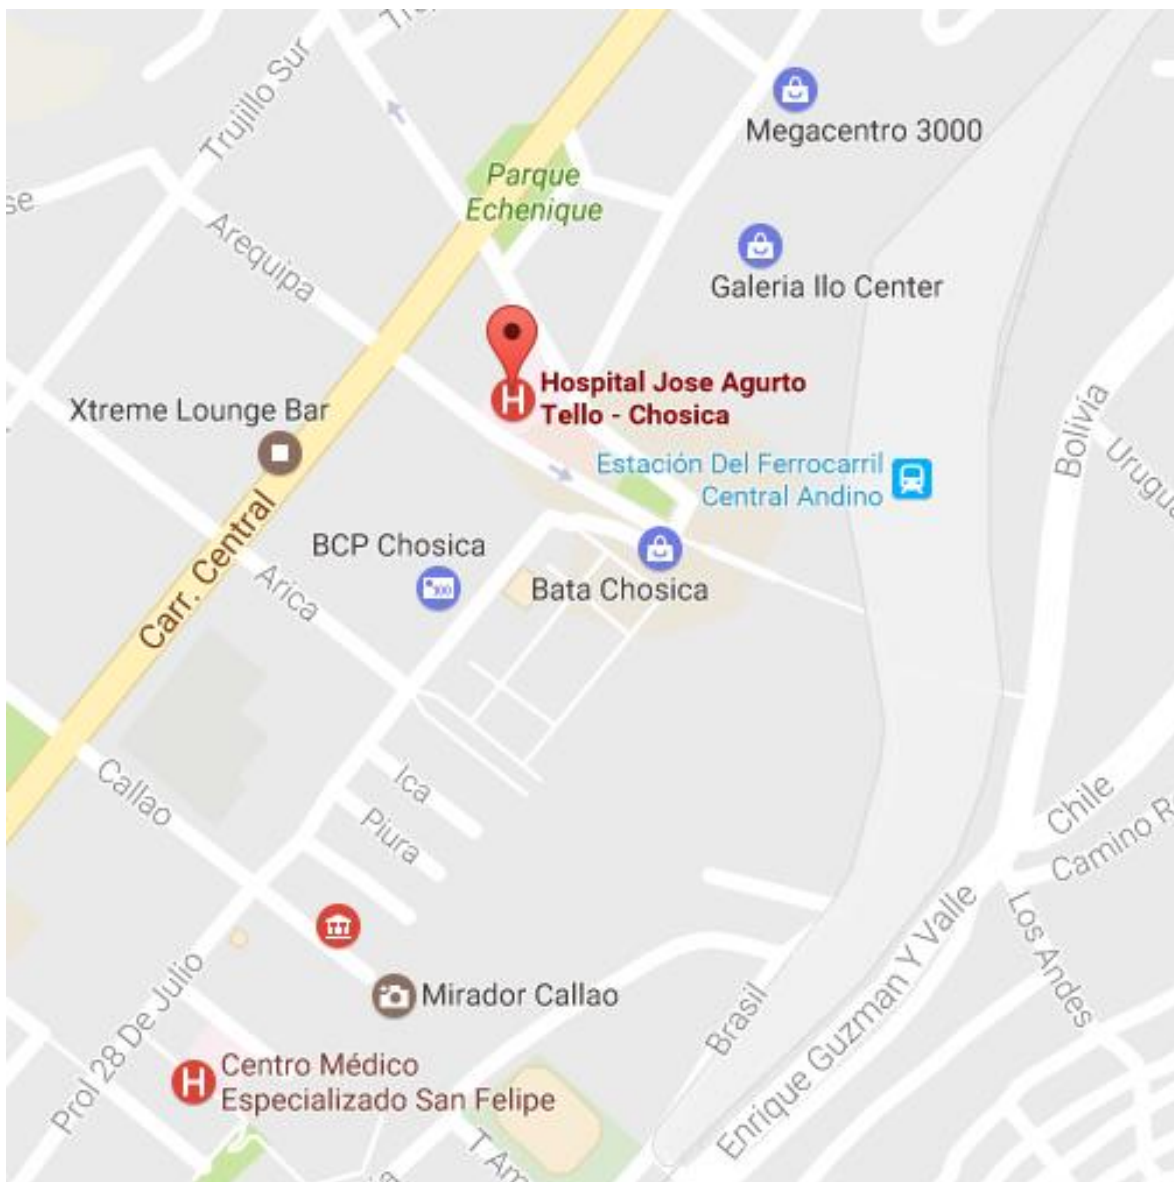 Trujillo Sur
Megacentro 3000
Parque
Echenique
Arequipa
Galeria Ilo Center
Hospital Jose Agurto
Tello - Chosica
Xtreme Lounge Bar
Bolivia
Estación Del Ferrocarril
Central Andino
Carr. Central
BCP Chosica
Arica
Bata Chosica
Callao
Ica
Piura
Chile
Los Andes
Mirador Callao
Prol 28 De Julio
Brasil
Enrique Guzman Y Valle
Centro Médico
Especializado San Felipe